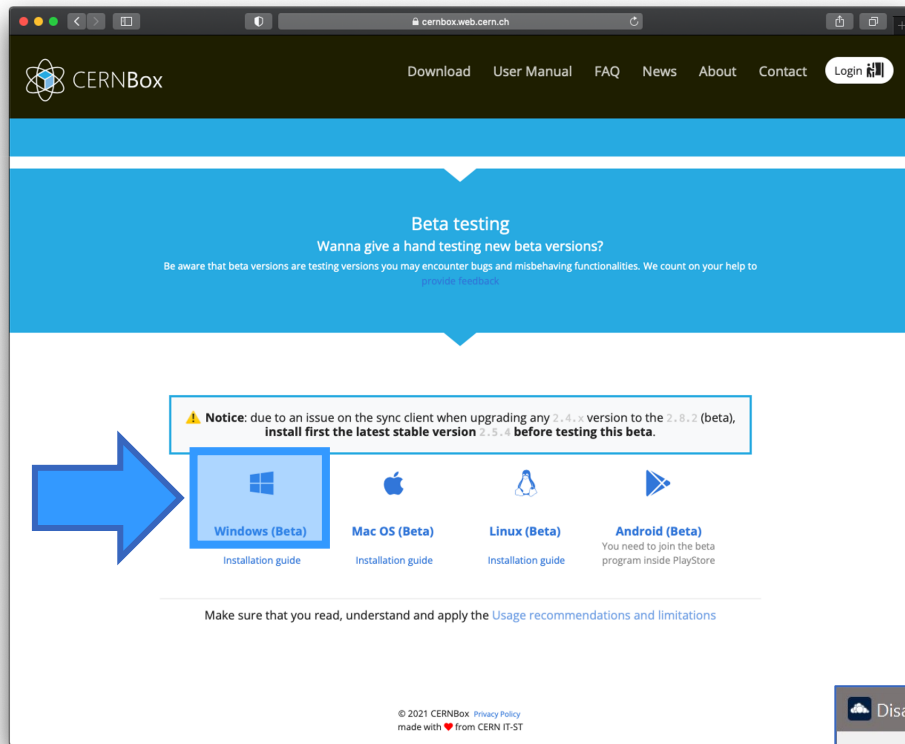 cernbox.web.cern.ch
CERNBox
Download User Manual FAQ News About Contact Login
Beta testing
Wanna give a hand testing new beta versions?
Be aware that beta versions are testing versions you may encounter bugs and misbehaving functionalities. We count on your help to
provide feedback
Notice: due to an issue on the sync client when upgrading any 2.4.x version to the 2.8.2 (beta),
install first the latest stable version 2.5.4 before testing this beta.
Windows (Beta) Mac OS (Beta) Linux (Beta) Android (Beta)
You need to join the beta
Installation guide Installation guide Installation guide program inside PlayStore
Make sure that you read, understand and apply the Usage recommendations and limitations
© 2021 CERNBox Privacy Policy
made with ❤ from CERN IT-ST
Disa